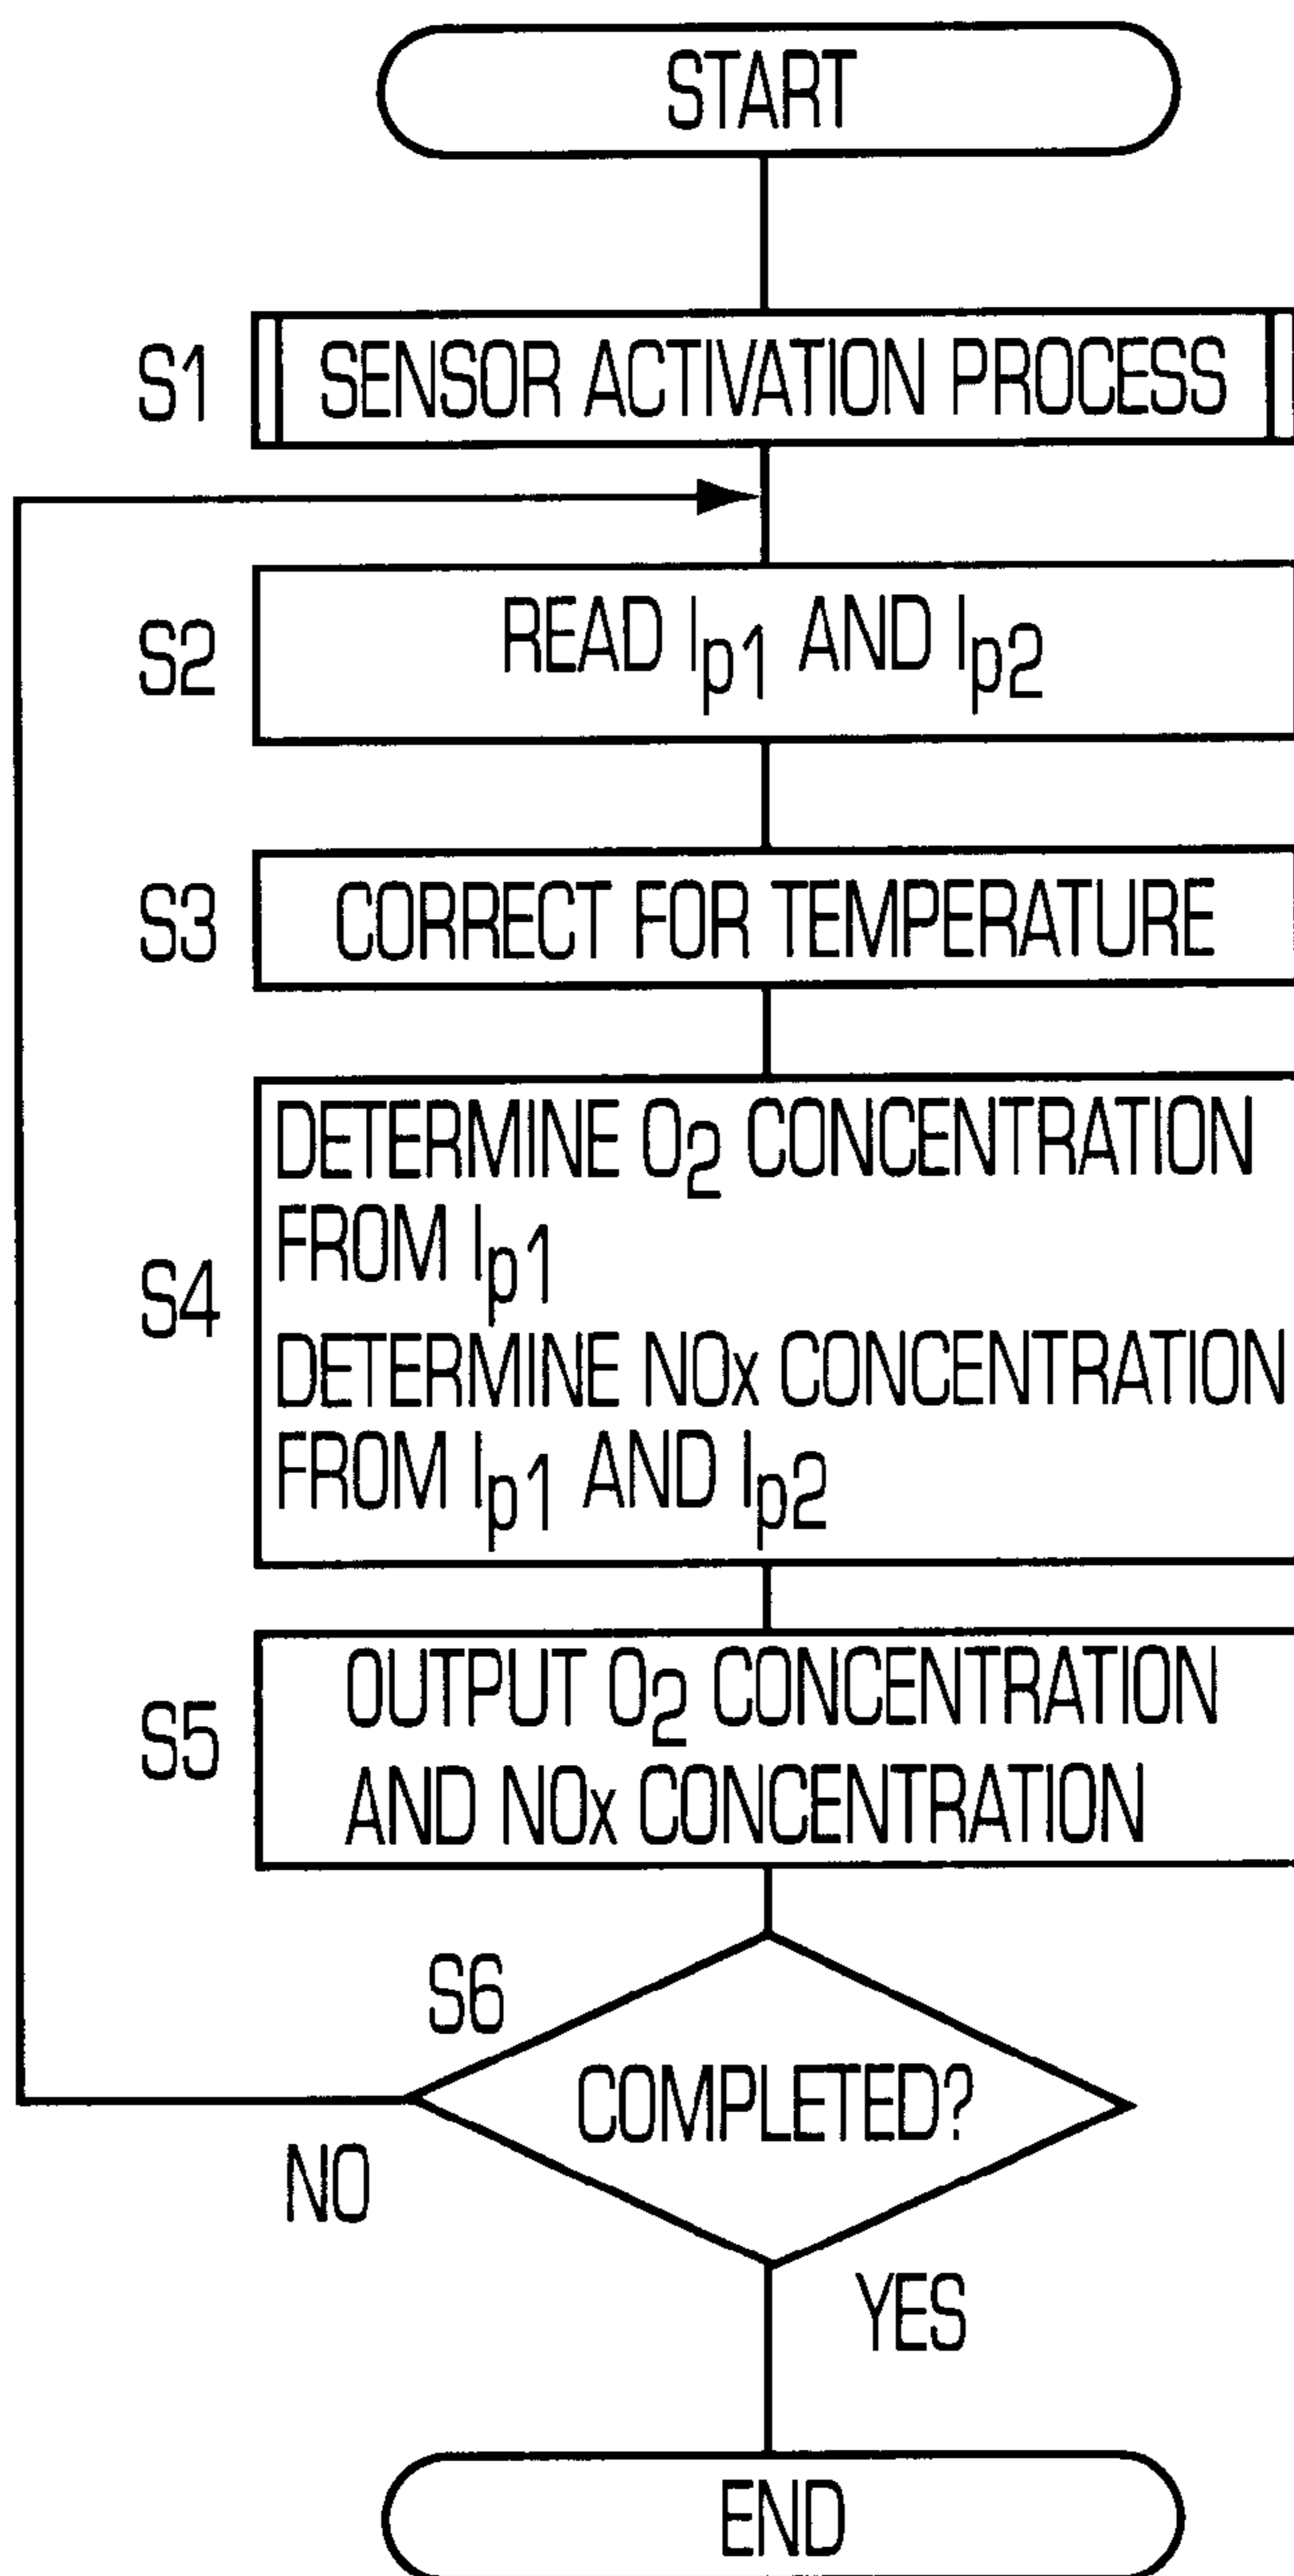 START
S1 SENSOR ACTIVATION PROCESS
S2 READ Ip1 AND Ip2
S3 CORRECT FOR TEMPERATURE
DETERMINE O2 CONCENTRATION
FROM Ip1
S4
DETERMINE NOx CONCENTRATION
FROM Ip1 AND Ip2
OUTPUT O2 CONCENTRATION
S5
AND NOx CONCENTRATION
S6
COMPLETED?
NO
YES
END